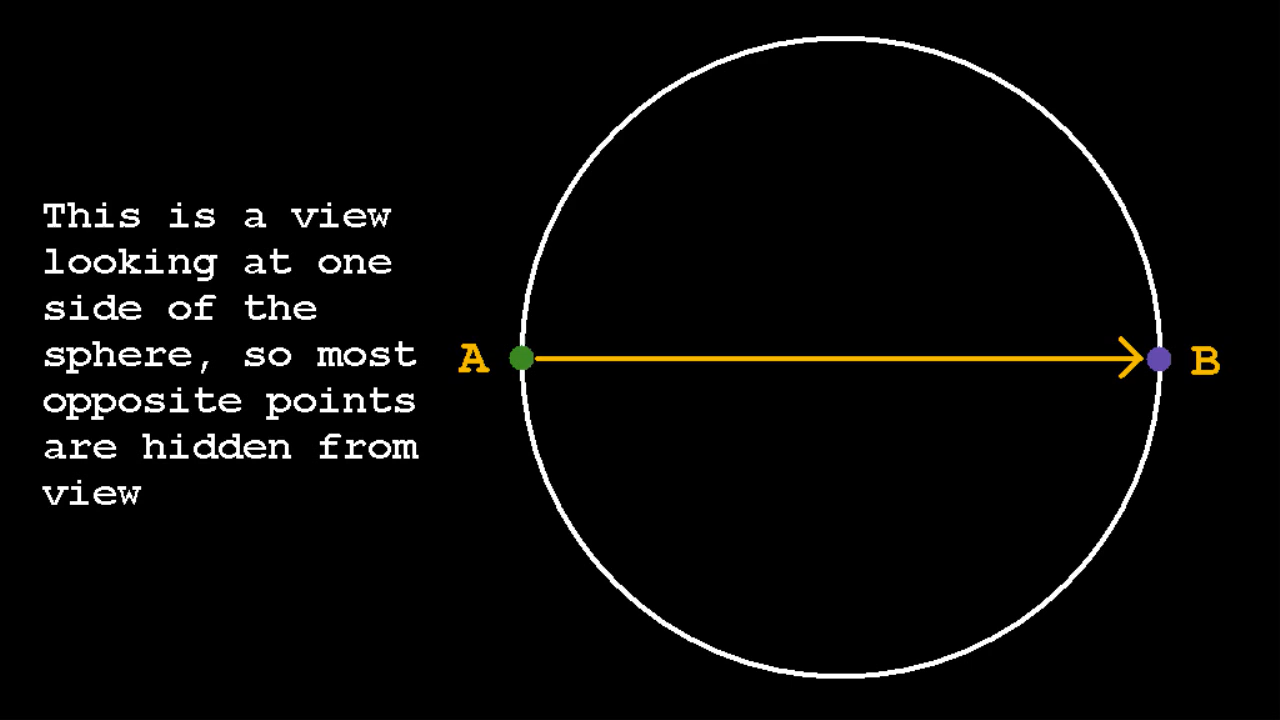 This is a view
looking at one
side of the
sphere, so most
opposite points
are hidden from
view
A
B